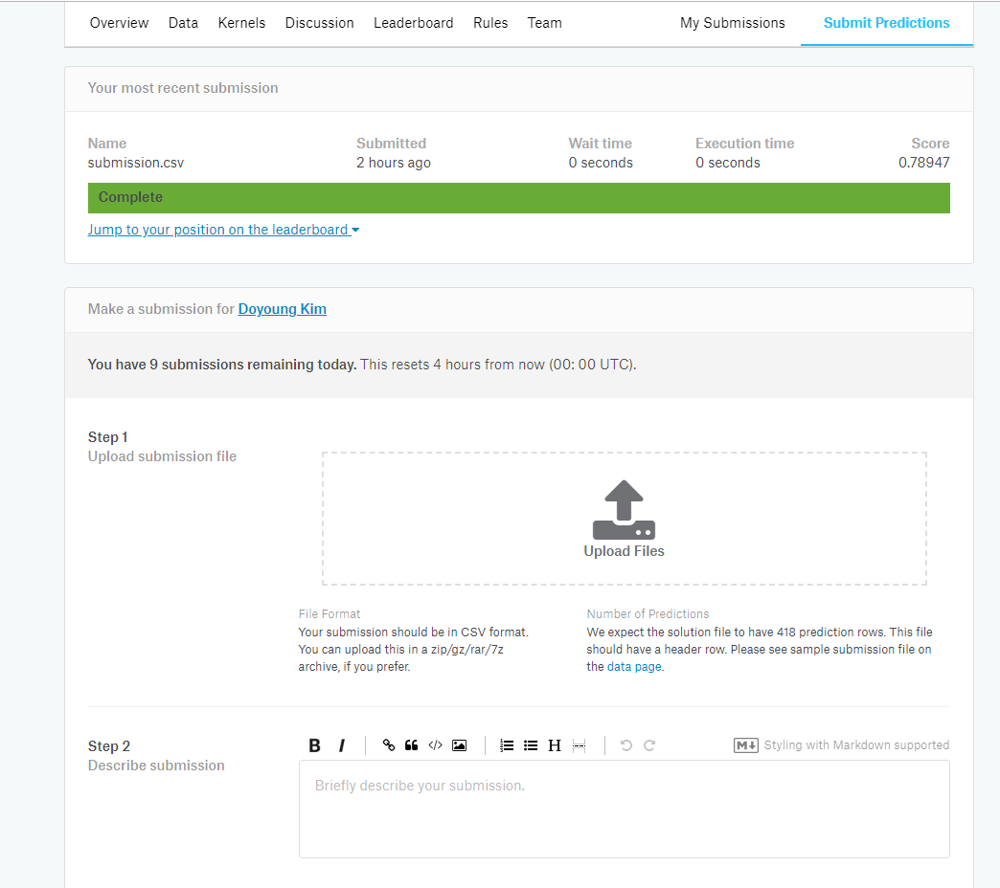 Overview Data Kernels Discussion Leaderboard Rules Team My Submissions Submit Predictions
Your most recent submission
Name Submitted Wait time Execution time Score
submission.csv 2 hours ago 0 seconds 0 seconds 0.78947
Complete
Jump to your position on the leaderboard
Make a submission for Doyoung Kim
You have 9 submissions remaining today. This resets 4 hours from now (00: 00 UTC).
Step 1
Upload submission file
Upload Files
File Format
Your submission should be in CSV format.
You can upload this in a zip/gz/rar/7z
archive, if you prefer.
Number of Predictions
We expect the solution file to have 418 prediction rows. This file
should have a header row. Please see sample submission file on
the data page.
Step 2
Describe submission
B I H M Styling with Markdown supported
Briefly describe your submission.